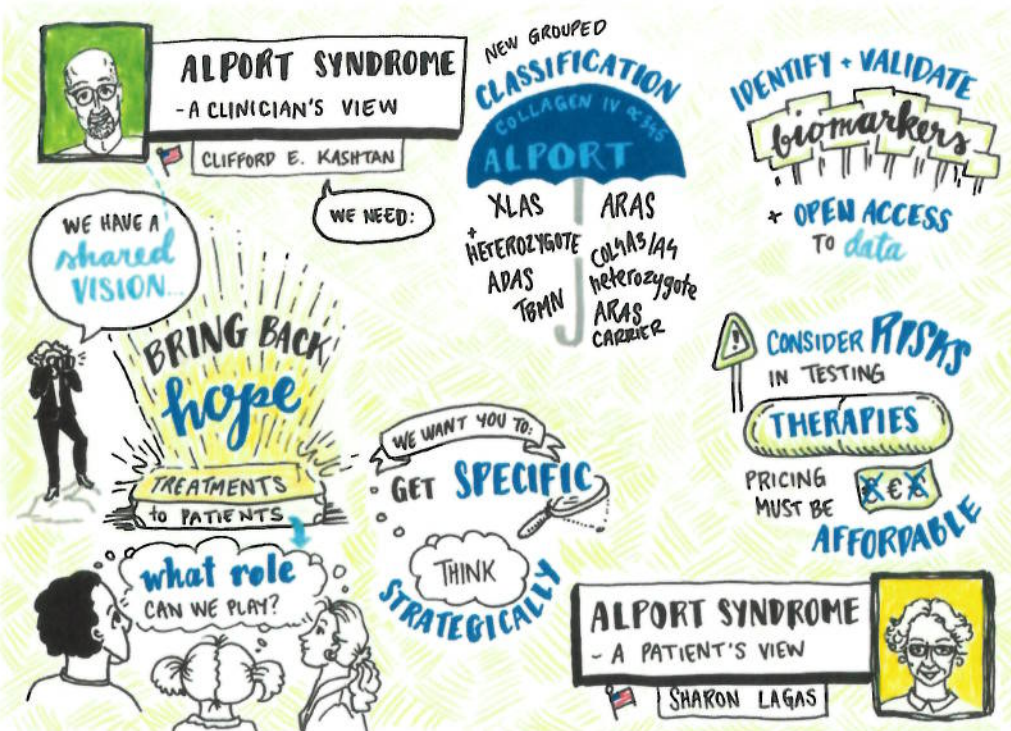 ALPORT SYNDROME
- A CLINICIAN'S VIEW
CLIFFORD E. KASHTAN
WE NEED:
NEW GROUPED
CLASSIFICATION
COLLAGEN IV α345
ALPORT
XLAS
+
HETEROZYGOTE
ADAS
TBMN
ARAS
COL4A3/A4
heterozygote
ARAS
CARRIER
IDENTIFY + VALIDATE
biomarkers
+ OPEN ACCESS
TO data
WE HAVE A
shared
VISION...
BRING BACK
hope
TREATMENTS
to PATIENTS
what role
CAN WE PLAY?
WE WANT YOU TO:
GET SPECIFIC
THINK
STRATEGICALLY
!
CONSIDER RISKS
IN TESTING
THERAPIES
PRICING
MUST BE
€ € €
AFFORDABLE
ALPORT SYNDROME
- A PATIENT'S VIEW
SHARON LAGAS